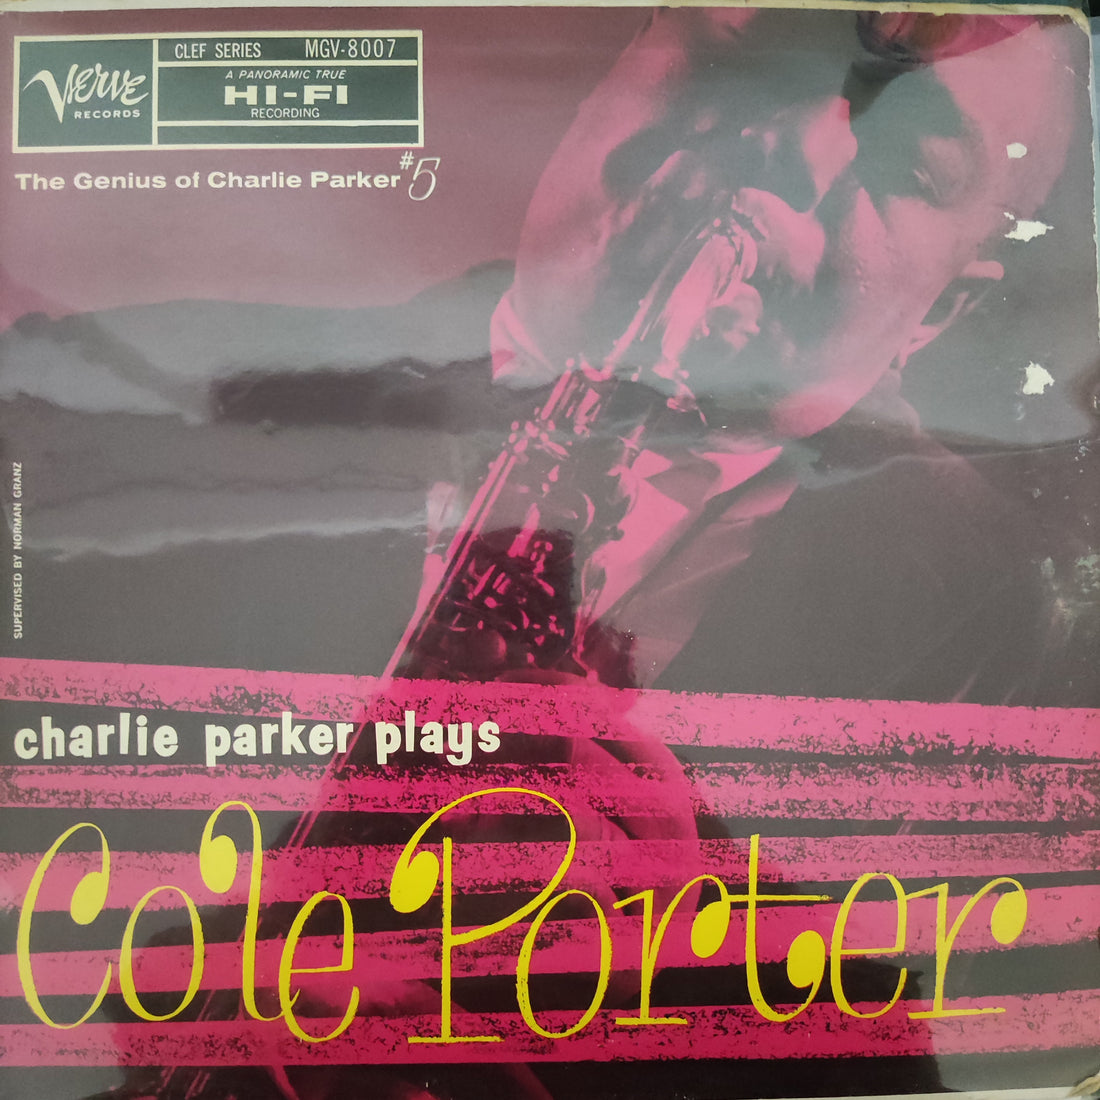 Verve
RECORDS
CLEF SERIES MGV-8007
A PANORAMIC TRUE
HI-FI
RECORDING
The Genius of Charlie Parker #5
SUPERVISED BY NORMAN GRANZ
charlie parker plays
Cole Porter